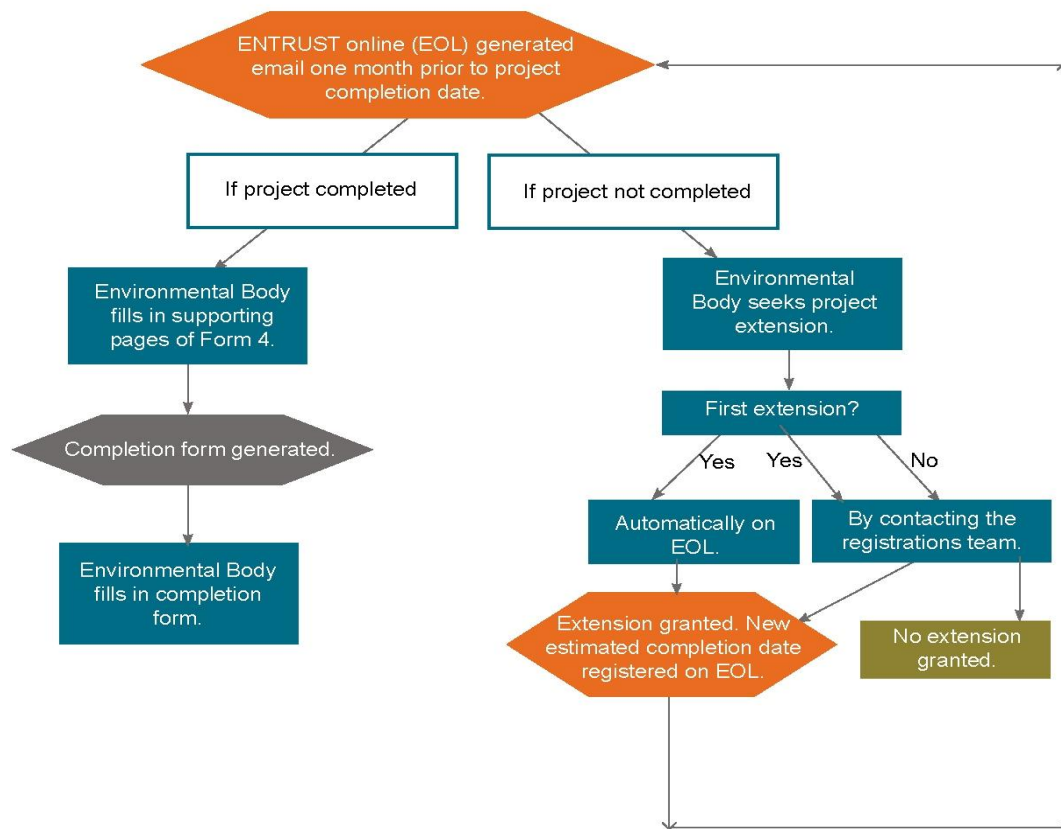 ENTRUST online (EOL) generated
email one month prior to project
completion date.
If project completed
If project not completed
Environmental Body
fills in supporting
pages of Form 4.
Environmental
Body seeks project
extension.
First extension?
Completion form generated.
Yes
Yes
No
Automatically on
EOL.
By contacting the
registrations team.
Environmental Body
fills in completion
form.
Extension granted. New
estimated completion date
registered on EOL.
No extension
granted.